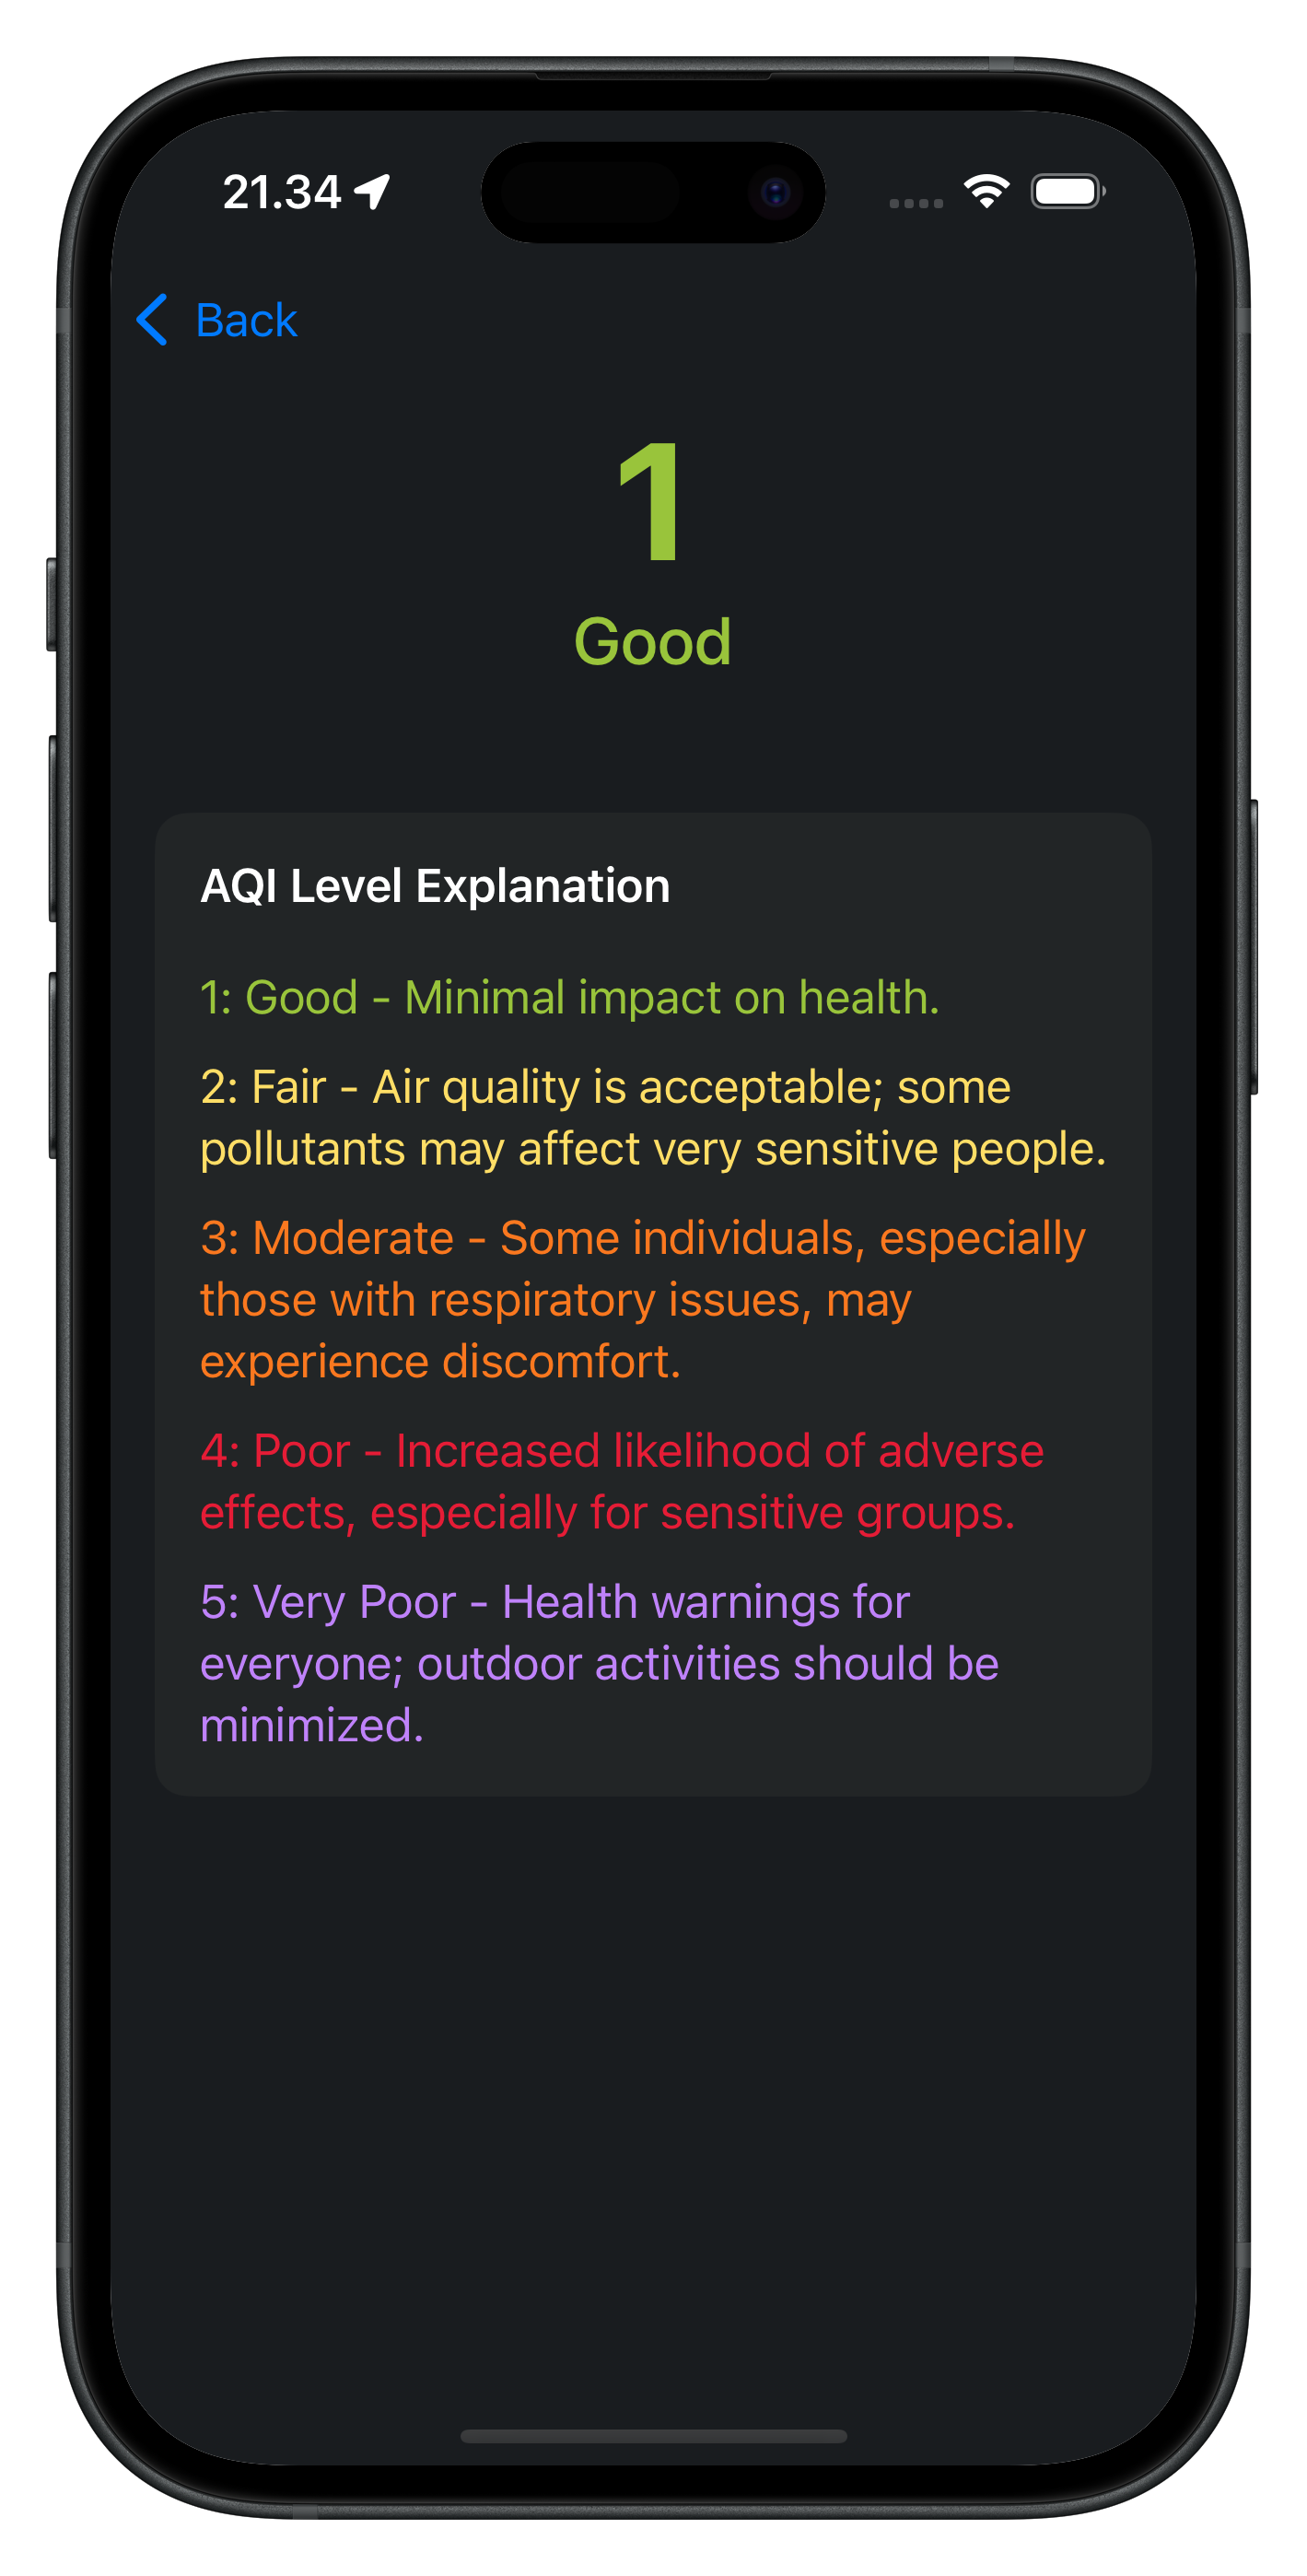 21.34
Back
1
Good
AQI Level Explanation
1: Good - Minimal impact on health.
2: Fair - Air quality is acceptable; some
pollutants may affect very sensitive people.
3: Moderate - Some individuals, especially
those with respiratory issues, may
experience discomfort.
4: Poor - Increased likelihood of adverse
effects, especially for sensitive groups.
5: Very Poor - Health warnings for
everyone; outdoor activities should be
minimized.